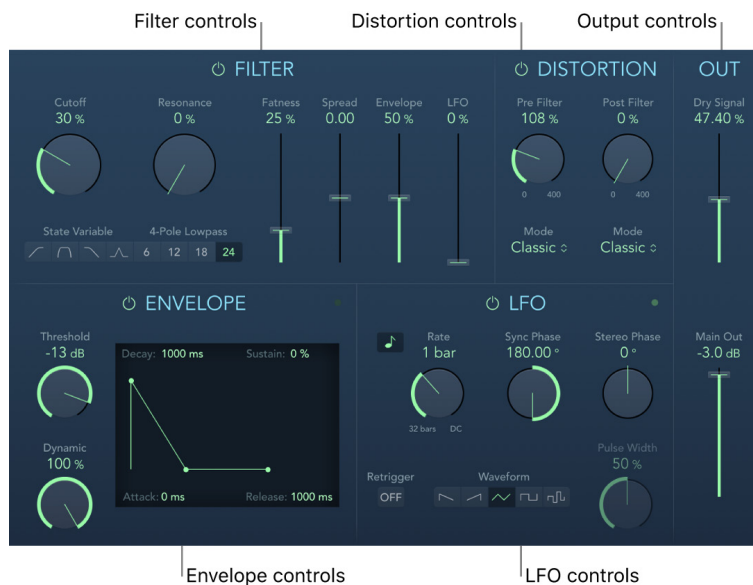 Filter controls
Distortion controls
Output controls
FILTER
DISTORTION
OUT
Cutoff
30 %
Resonance
0 %
Fatness
25 %
Spread
0.00
Envelope
50 %
LFO
0 %
Pre Filter
108 %
Post Filter
0 %
Dry Signal
47.40 %
0 400
0 400
State Variable
4-Pole Lowpass
6 12 18 24
Mode
Classic
Mode
Classic
ENVELOPE
LFO
Threshold
-13 dB
Decay: 1000 ms
Sustain: 0 %
Rate
1 bar
Sync Phase
180.00 °
Stereo Phase
0 °
Main Out
-3.0 dB
32 bars DC
Dynamic
100 %
Attack: 0 ms
Release: 1000 ms
Retrigger
OFF
Waveform
Pulse Width
50 %
Envelope controls
LFO controls